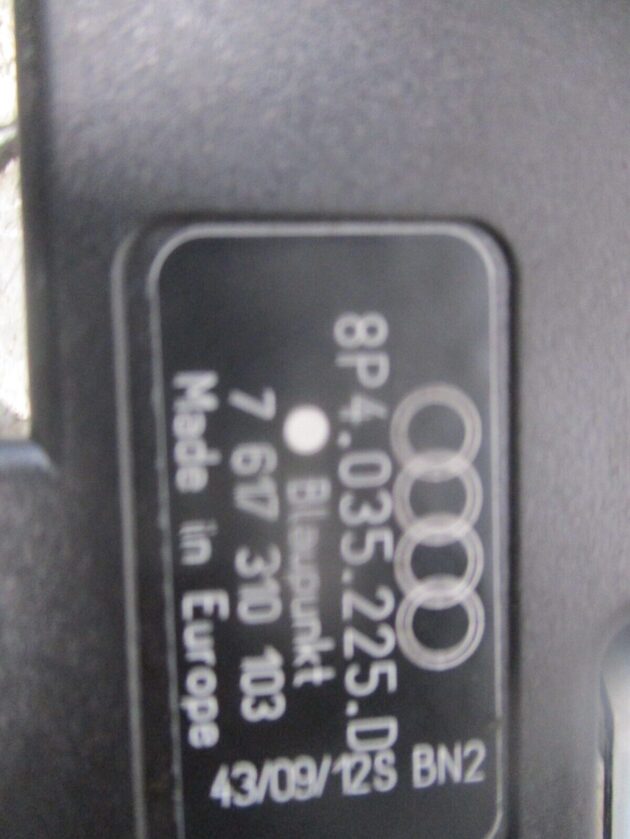 8P4.035.225.D
Blaupunkt
7 617 310 103
Made in Europe
43/09/12S BN2